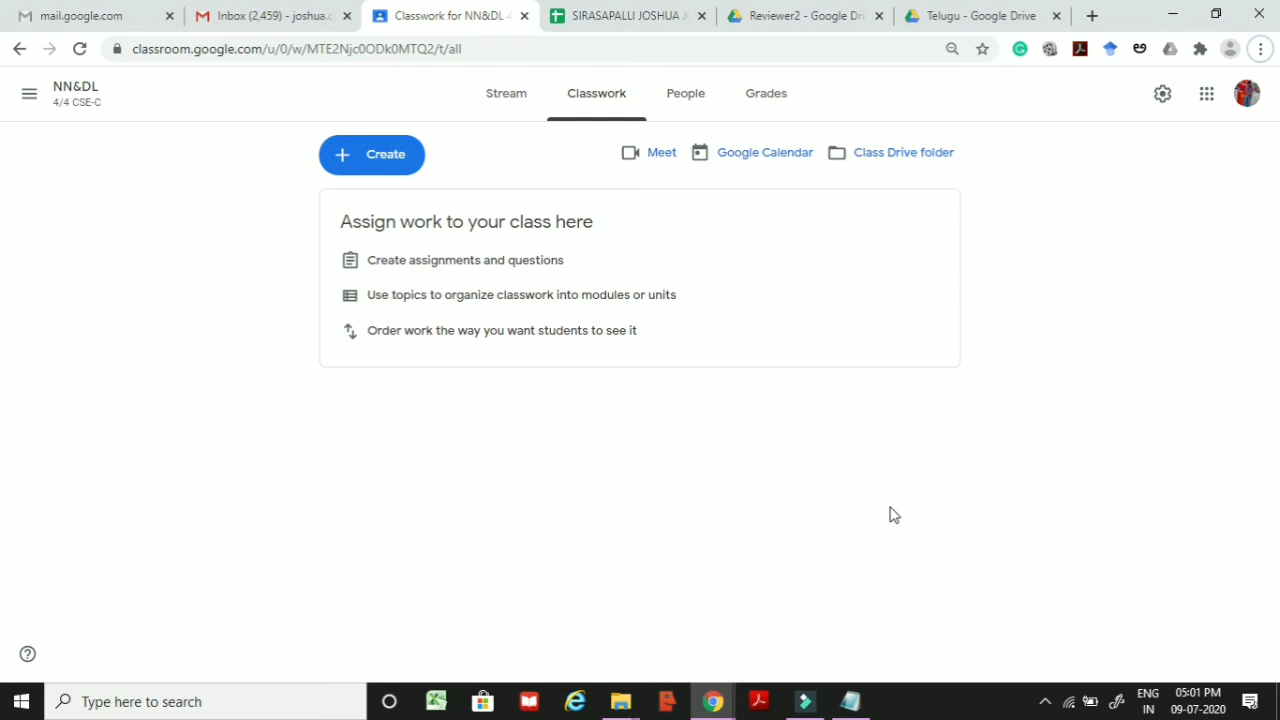 mail.google.com
Inbox (2,459) - joshua.c
Classwork for NN&DL 4
SIRASAPALLI JOSHUA J
Reviewer2 - Google Dri
Telugu - Google Drive
classroom.google.com/u/0/w/MTE2Njc0ODk0MTQ2/t/all
NN&DL
4/4 CSE-C
Stream
Classwork
People
Grades
Create
Meet
Google Calendar
Class Drive folder
Assign work to your class here
Create assignments and questions
Use topics to organize classwork into modules or units
Order work the way you want students to see it
Type here to search
ENG
IN
05:01 PM
09-07-2020